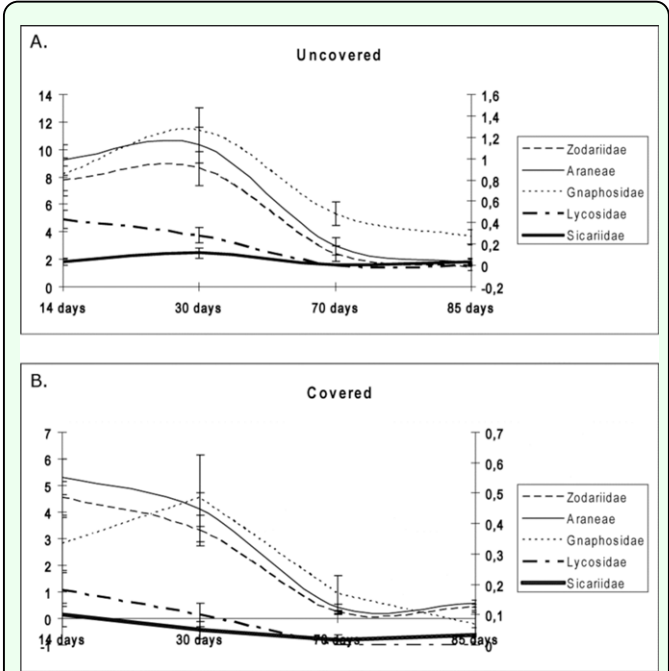 A.
Uncovered
14
12
10
8
6
4
2
0
1,6
1,4
1,2
1
0,8
0,6
0,4
0,2
0
-0,2
14 days 30 days 70 days 85 days
Zodariidae
Araneae
Gnaphosidae
Lycosidae
Sicariidae
B.
Covered
7
6
5
4
3
2
1
0
-1
0,7
0,6
0,5
0,4
0,3
0,2
0,1
0
14 days 30 days 70 days 85 days
Zodariidae
Araneae
Gnaphosidae
Lycosidae
Sicariidae